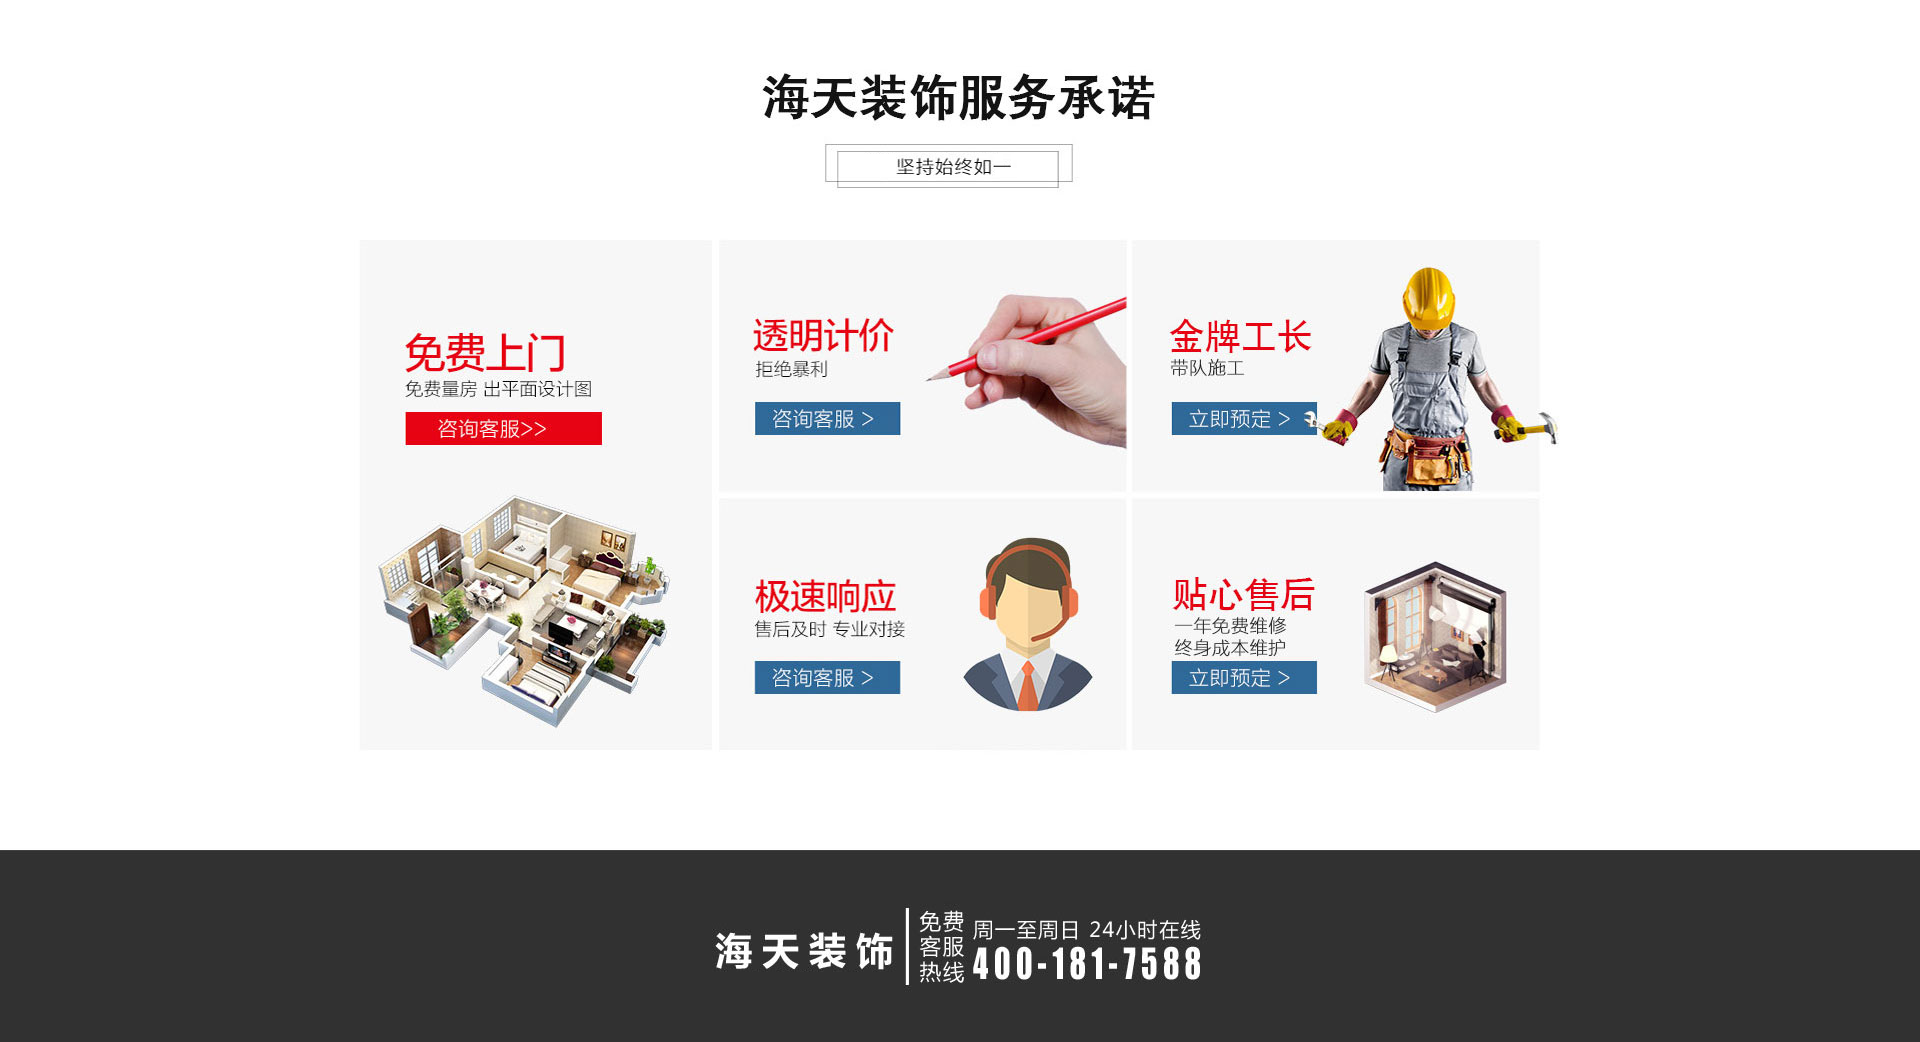 海天装饰服务承诺
坚持始终如一
免费上门
免费量房 出平面设计图
咨询客服>>
透明计价
拒绝暴利
咨询客服 >
金牌工长
带队施工
立即预定 >
极速响应
售后及时 专业对接
咨询客服 >
贴心售后
一年免费维修
终身成本维护
立即预定 >
海天装饰
免费
客服
热线
周一至周日 24小时在线
400-181-7588